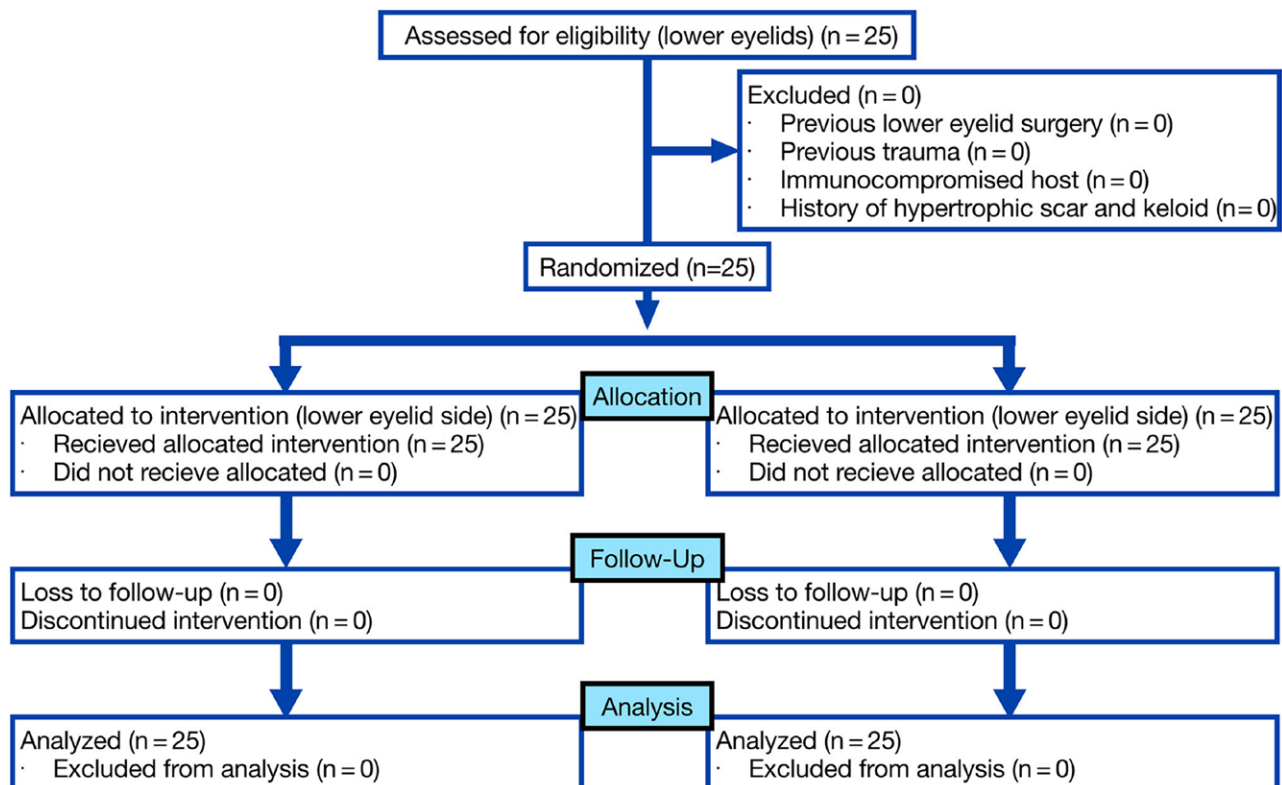 Assessed for eligibility (lower eyelids) (n = 25)
Excluded (n = 0)
· Previous lower eyelid surgery (n = 0)
· Previous trauma (n = 0)
· Immunocompromised host (n = 0)
· History of hypertrophic scar and keloid (n = 0)
Randomized (n=25)
Allocation
Allocated to intervention (lower eyelid side) (n = 25)
· Recieved allocated intervention (n = 25)
· Did not recieve allocated (n = 0)
Allocated to intervention (lower eyelid side) (n = 25)
· Recieved allocated intervention (n = 25)
· Did not recieve allocated (n = 0)
Follow-Up
Loss to follow-up (n = 0)
Discontinued intervention (n = 0)
Loss to follow-up (n = 0)
Discontinued intervention (n = 0)
Analysis
Analyzed (n = 25)
· Excluded from analysis (n = 0)
Analyzed (n = 25)
· Excluded from analysis (n = 0)